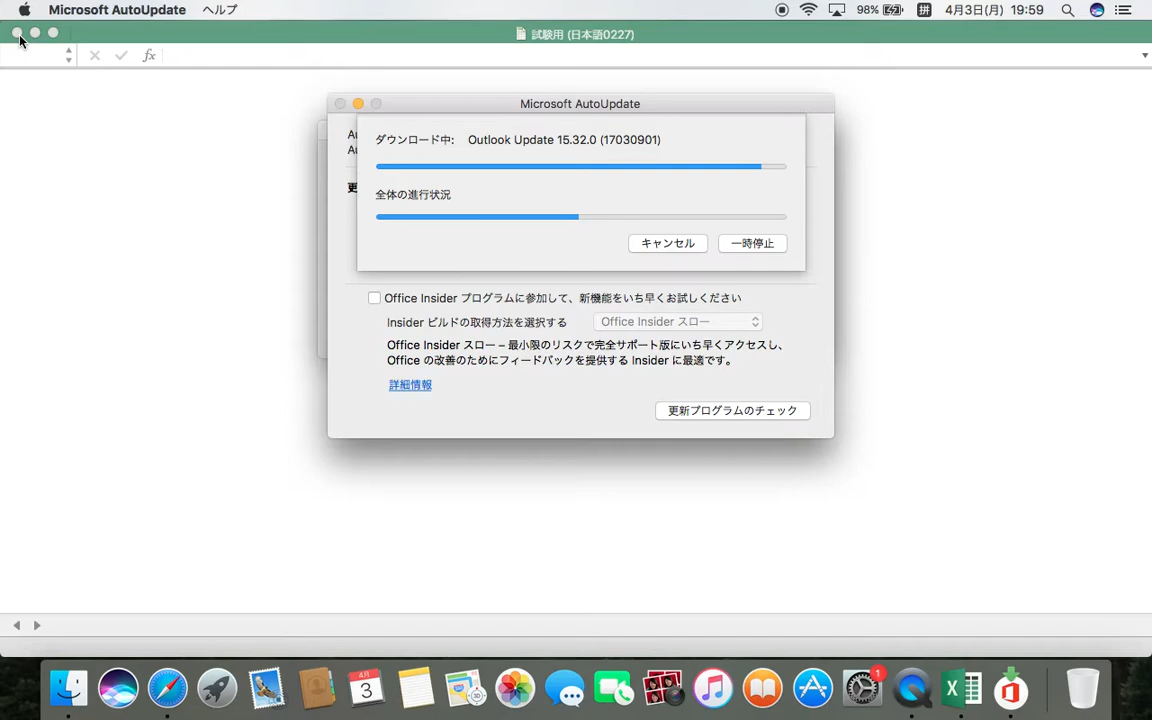 Microsoft AutoUpdate ヘルプ 98% 拼 4月3日(月) 19:59
試験用 (日本語0227)
fx
Microsoft AutoUpdate
ダウンロード中: Outlook Update 15.32.0 (17030901)
全体の進行状況
キャンセル 一時停止
Office Insider プログラムに参加して、新機能をいち早くお試しください
Insider ビルドの取得方法を選択する Office Insider スロー
Office Insider スロー – 最小限のリスクで完全サポート版にいち早くアクセスし、
Office の改善のためにフィードバックを提供する Insider に最適です。
詳細情報
更新プログラムのチェック
4月
3
1